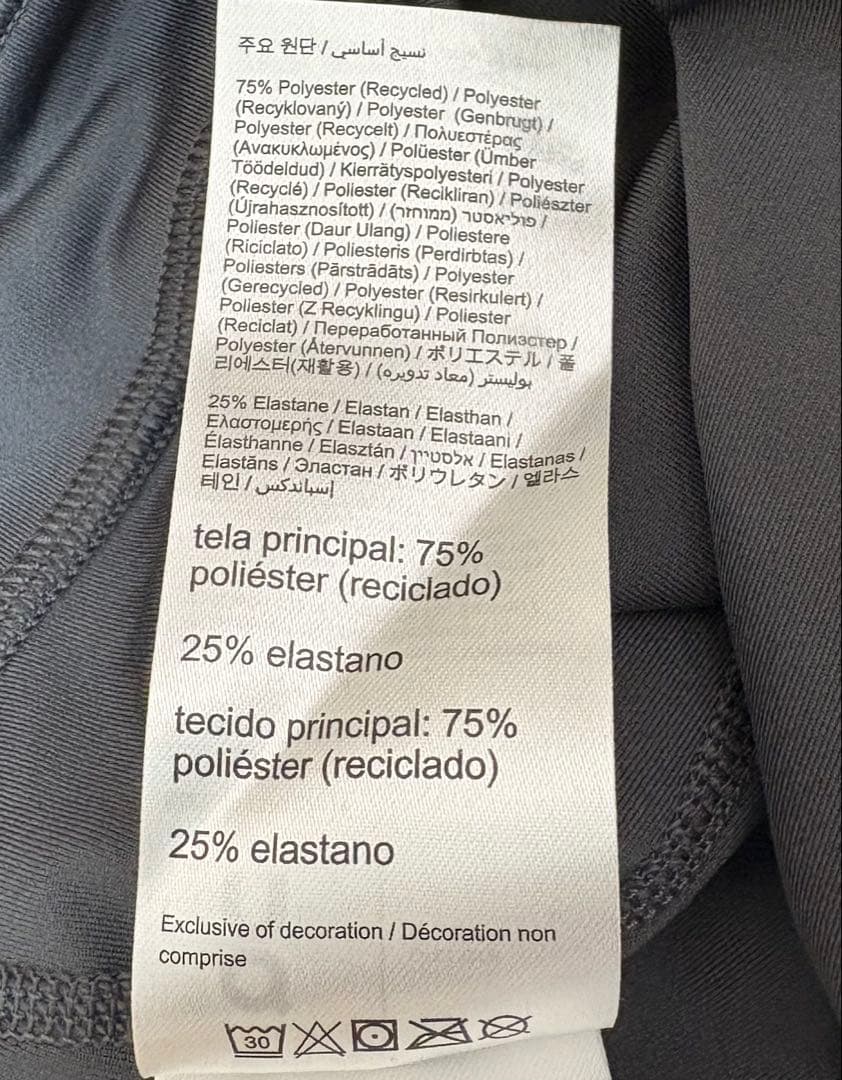 주요 원단 / نسيج أساسي
75% Polyester (Recycled) / Polyester
(Recyklovaný) / Polyester (Genbrugt) /
Polyester (Recycelt) / Πολυεστέρας
(Ανακυκλωμένος) / Polüester (Ümber
Töödeldud) / Kierrätyspolyesteri / Polyester
(Recyclé) / Poliester (Recikliran) / Poliészter
(Újrahasznosított) / פוליאסטר (ממוחזר) /
Poliester (Daur Ulang) / Poliestere
(Riciclato) / Poliesteris (Perdirbtas) /
Poliesters (Pārstrādāts) / Polyester
(Gerecycled) / Polyester (Resirkulert) /
Poliester (Z Recyklingu) / Poliester
(Reciclat) / Переработанный Полиэстер /
Polyester (Återvunnen) / ポリエステル / 폴
리에스터(재활용) / بوليستر (معاد تدويره)
25% Elastane / Elastan / Elasthan /
Ελαστομερής / Elastaan / Elastaani /
Élasthanne / Elasztán / אלסטיין / Elastanas /
Elastāns / Эластан / ポリウレタン / 엘라스
테인 / إسباندكس
tela principal: 75%
poliéster (reciclado)
25% elastano
tecido principal: 75%
poliéster (reciclado)
25% elastano
Exclusive of decoration / Décoration non
comprise
30